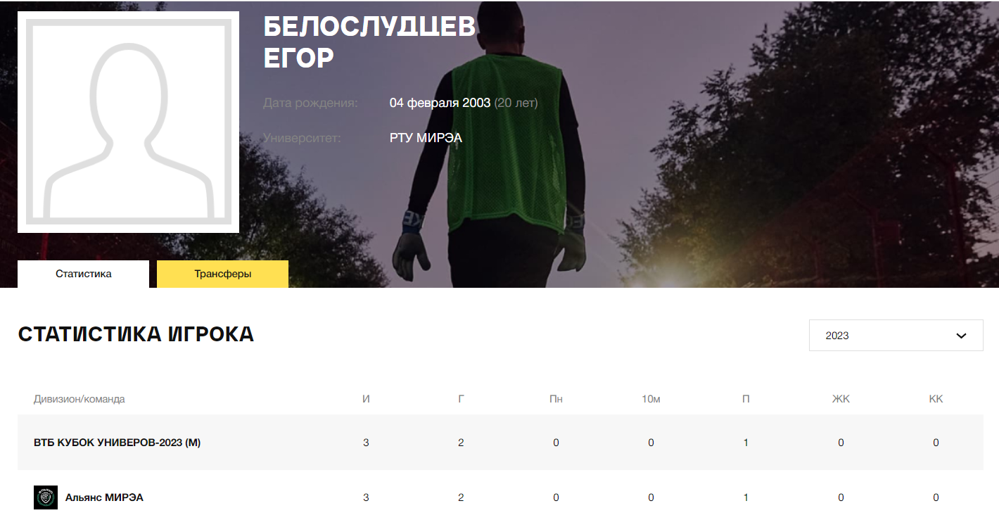 БЕЛОСЛУДЦЕВ
ЕГОР
Дата рождения: 04 февраля 2003 (20 лет)
Университет: РТУ МИРЭА
Статистика Трансферы
СТАТИСТИКА ИГРОКА
2023
Дивизион/команда И Г Пн 10м П ЖК КК
ВТБ КУБОК УНИВЕРОВ-2023 (М) 3 2 0 0 1 0 0
Альянс МИРЭА 3 2 0 0 1 0 0